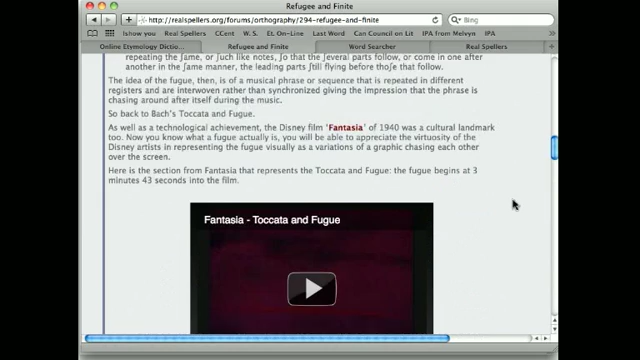 Refugee and Finite
http://realspellers.org/forums/orthography/294-refugee-and-finite
Bing
Ishowu Real Spellers CCent W. S. Et. On-Line Last Word Can Council on Lit IPA from Melvyn IPA
Online Etymology Dictio... Refugee and Finite Word Searcher Real Spellers
repeating the ſame, or ſuch like notes, ſo that the ſeveral parts follow, or come in one after
another in the ſame manner, the leading parts ſtill flying before thoſe that follow.
The idea of the fugue, then, is of a musical phrase or sequence that is repeated in different
registers and are interwoven rather than synchronized giving the impression that the phrase is
chasing around after itself during the music.
So back to Bach's Toccata and Fugue.
As well as a technological achievement, the Disney film 'Fantasia' of 1940 was a cultural landmark
too. Now you know what a fugue actually is, you will be able to appreciate the virtuosity of the
Disney artists in representing the fugue visually as a variations of a graphic chasing each other
over the screen.
Here is the section from Fantasia that represents the Toccata and Fugue: the fugue begins at 3
minutes 43 seconds into the film.
Fantasia - Toccata and Fugue